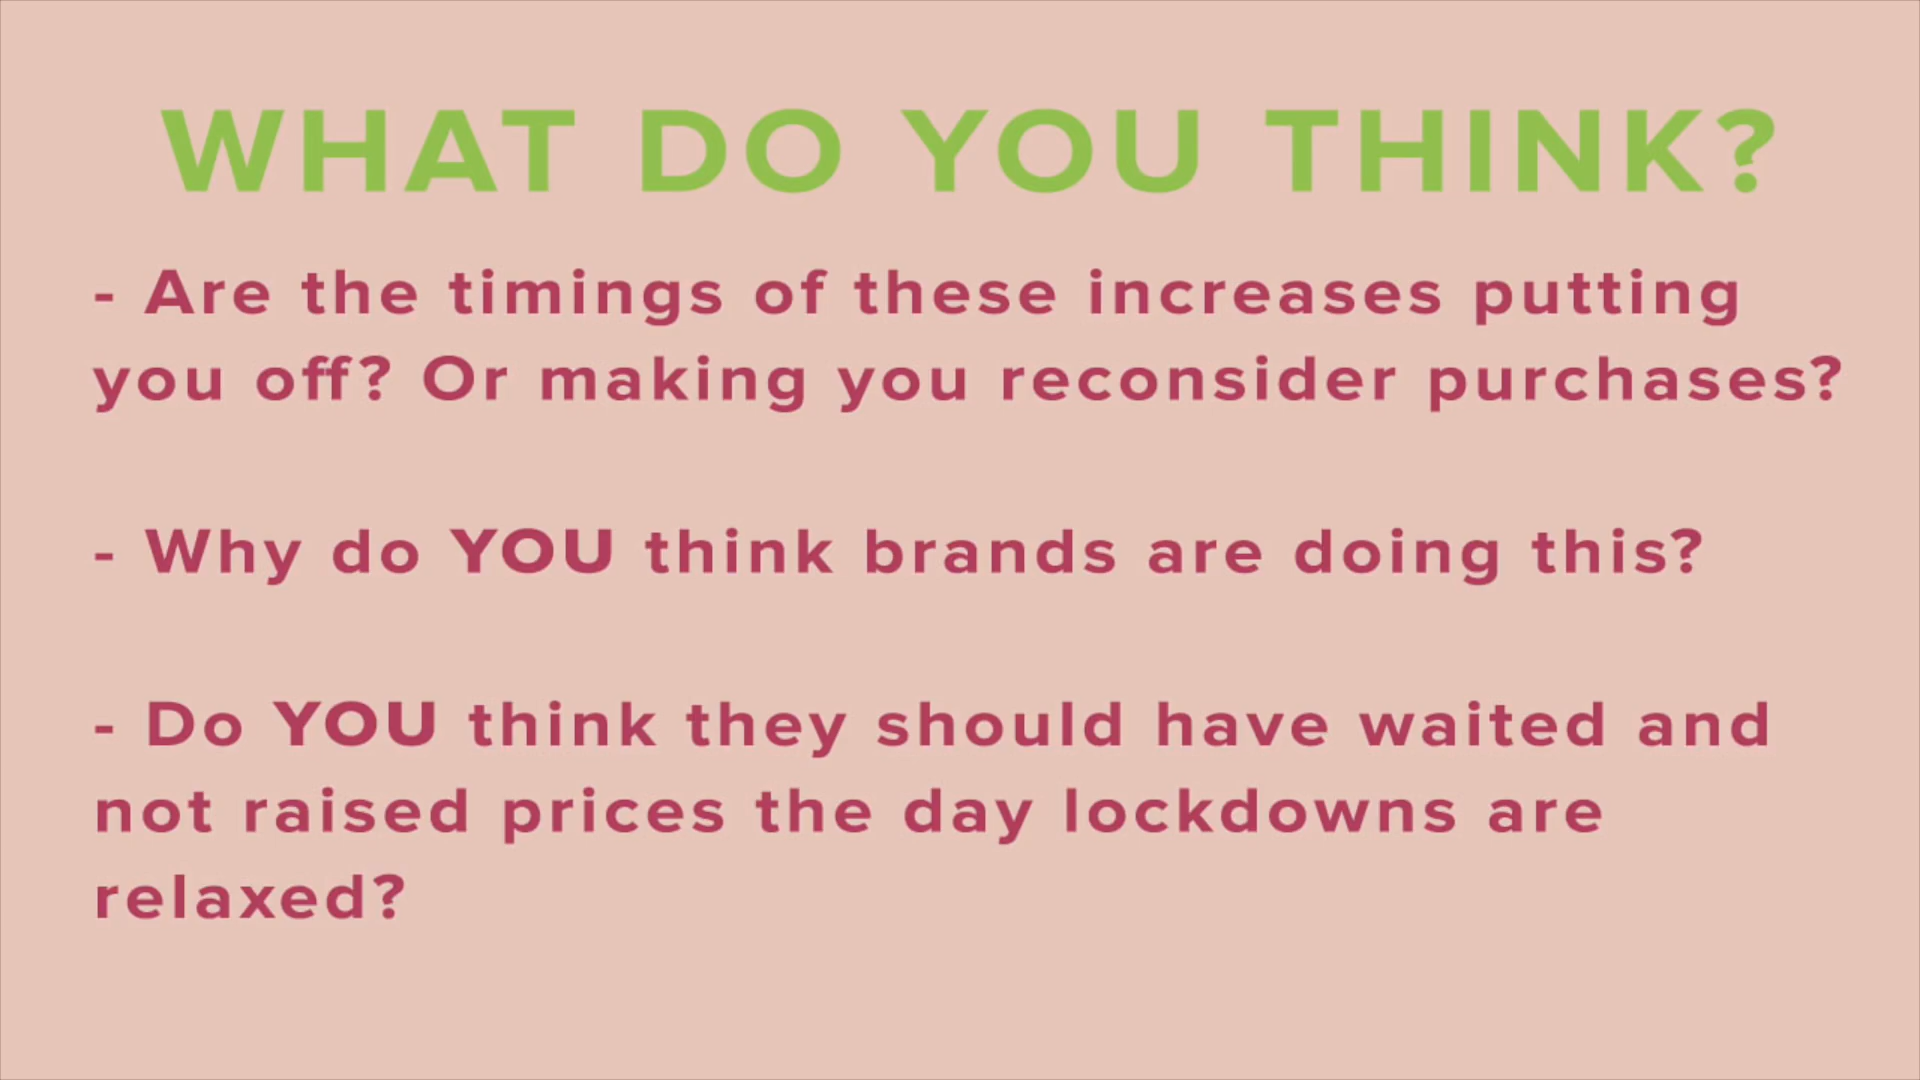 WHAT DO YOU THINK?
- Are the timings of these increases putting
you off? Or making you reconsider purchases?
- Why do YOU think brands are doing this?
- Do YOU think they should have waited and
not raised prices the day lockdowns are
relaxed?